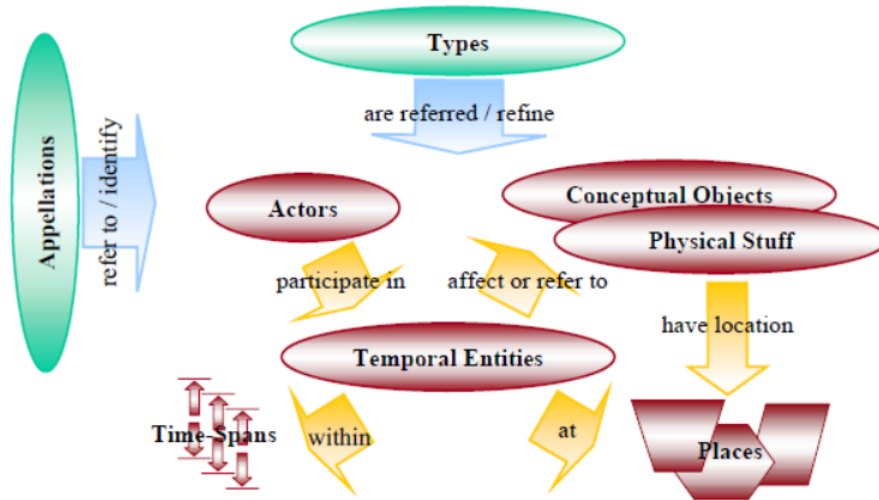 Types
are referred / refine
Appellations
refer to / identify
Actors
Conceptual Objects
Physical Stuff
participate in
affect or refer to
have location
Temporal Entities
Time-Spans
within
at
Places